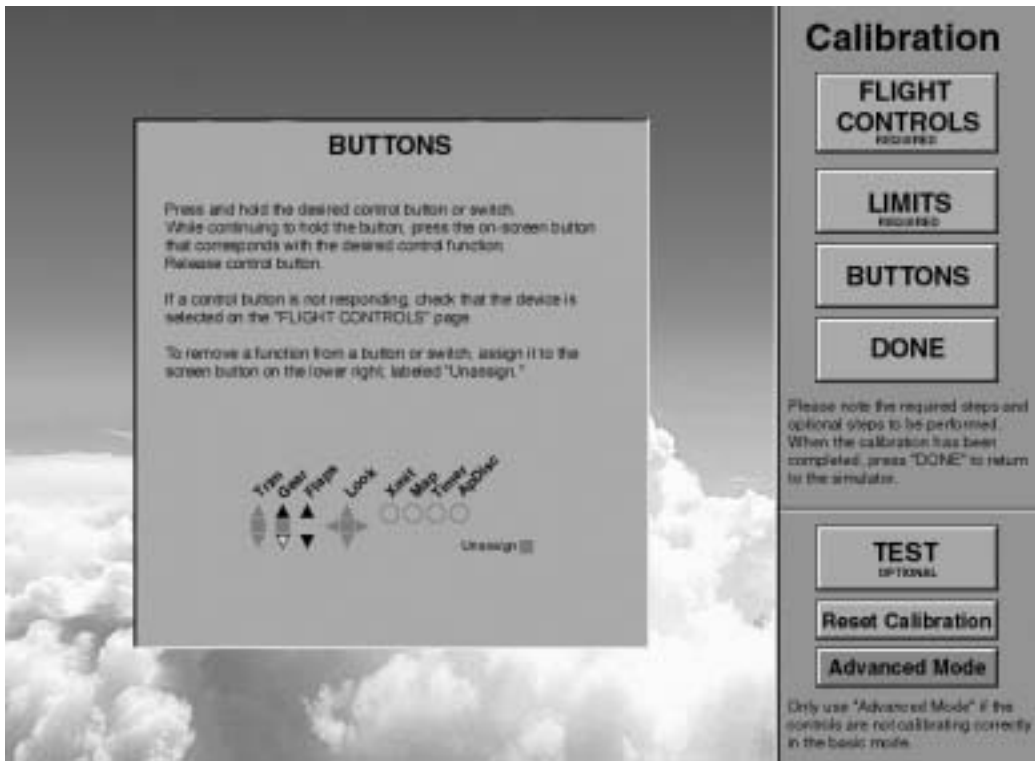 BUTTONS
Press and hold the desired control button or switch.
While continuing to hold the button, press the on-screen button
that corresponds with the desired control function.
Release control button.
If a control button is not responding, check that the device is
selected on the "FLIGHT CONTROLS" page
To remove a function from a button or switch, assign it to the
screen button on the lower right, labeled "Unassign."
Trim Gear Flaps Look Xmit Map Timer ApDisc
Unassign
Calibration
FLIGHT
CONTROLS
REQUIRED
LIMITS
REQUIRED
BUTTONS
DONE
Please note the required steps and
optional steps to be performed.
When the calibration has been
completed, press "DONE" to return
to the simulator.
TEST
OPTIONAL
Reset Calibration
Advanced Mode
Only use "Advanced Mode" if the
controls are not calibrating correctly
in the basic mode.